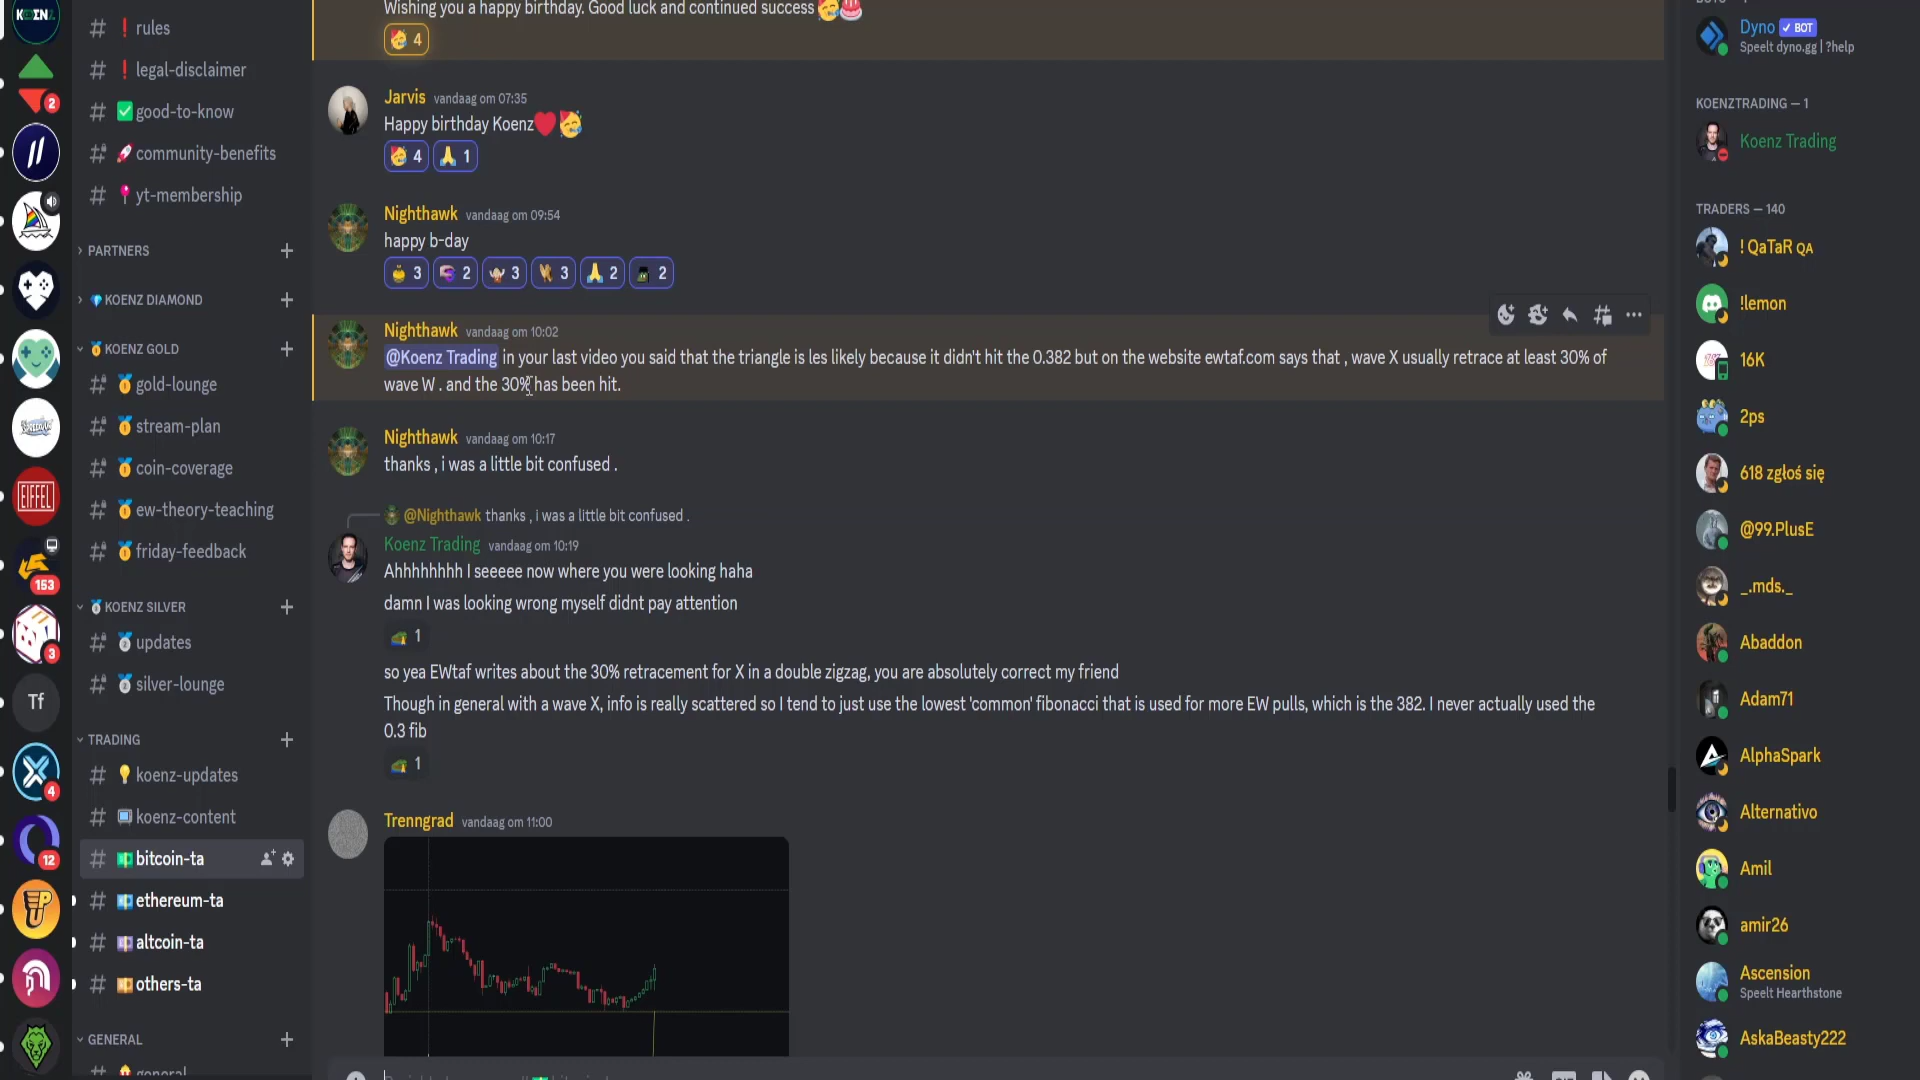 KOENZ
2
153
Tf
3
4
12
EIFFEL
rules
legal-disclaimer
good-to-know
community-benefits
yt-membership
PARTNERS
KOENZ DIAMOND
KOENZ GOLD
gold-lounge
stream-plan
coin-coverage
ew-theory-teaching
friday-feedback
KOENZ SILVER
updates
silver-lounge
TRADING
koenz-updates
koenz-content
bitcoin-ta
ethereum-ta
altcoin-ta
others-ta
GENERAL
general
Wishing you a happy birthday. Good luck and continued success
4
Jarvis vandaag om 07:35
Happy birthday Koenz
4 1
Nighthawk vandaag om 09:54
happy b-day
3 2 3 3 2 2
Nighthawk vandaag om 10:02
@Koenz Trading in your last video you said that the triangle is les likely because it didn't hit the 0.382 but on the website ewtaf.com says that , wave X usually retrace at least 30% of
wave W . and the 30% has been hit.
Nighthawk vandaag om 10:17
thanks , i was a little bit confused .
@Nighthawk thanks , i was a little bit confused .
Koenz Trading vandaag om 10:19
Ahhhhhhhh I seeeee now where you were looking haha
damn I was looking wrong myself didnt pay attention
1
so yea EWtaf writes about the 30% retracement for X in a double zigzag, you are absolutely correct my friend
Though in general with a wave X, info is really scattered so I tend to just use the lowest 'common' fibonacci that is used for more EW pulls, which is the 382. I never actually used the
0.3 fib
1
Trenngrad vandaag om 11:00
Dyno BOT
Speelt dyno.gg | ?help
KOENZTRADING — 1
Koenz Trading
TRADERS — 140
! QaTaR QA
!lemon
16K
2ps
618 zgłoś się
@99.PlusE
_.mds._
Abaddon
Adam71
AlphaSpark
Alternativo
Amil
amir26
Ascension
Speelt Hearthstone
AskaBeasty222